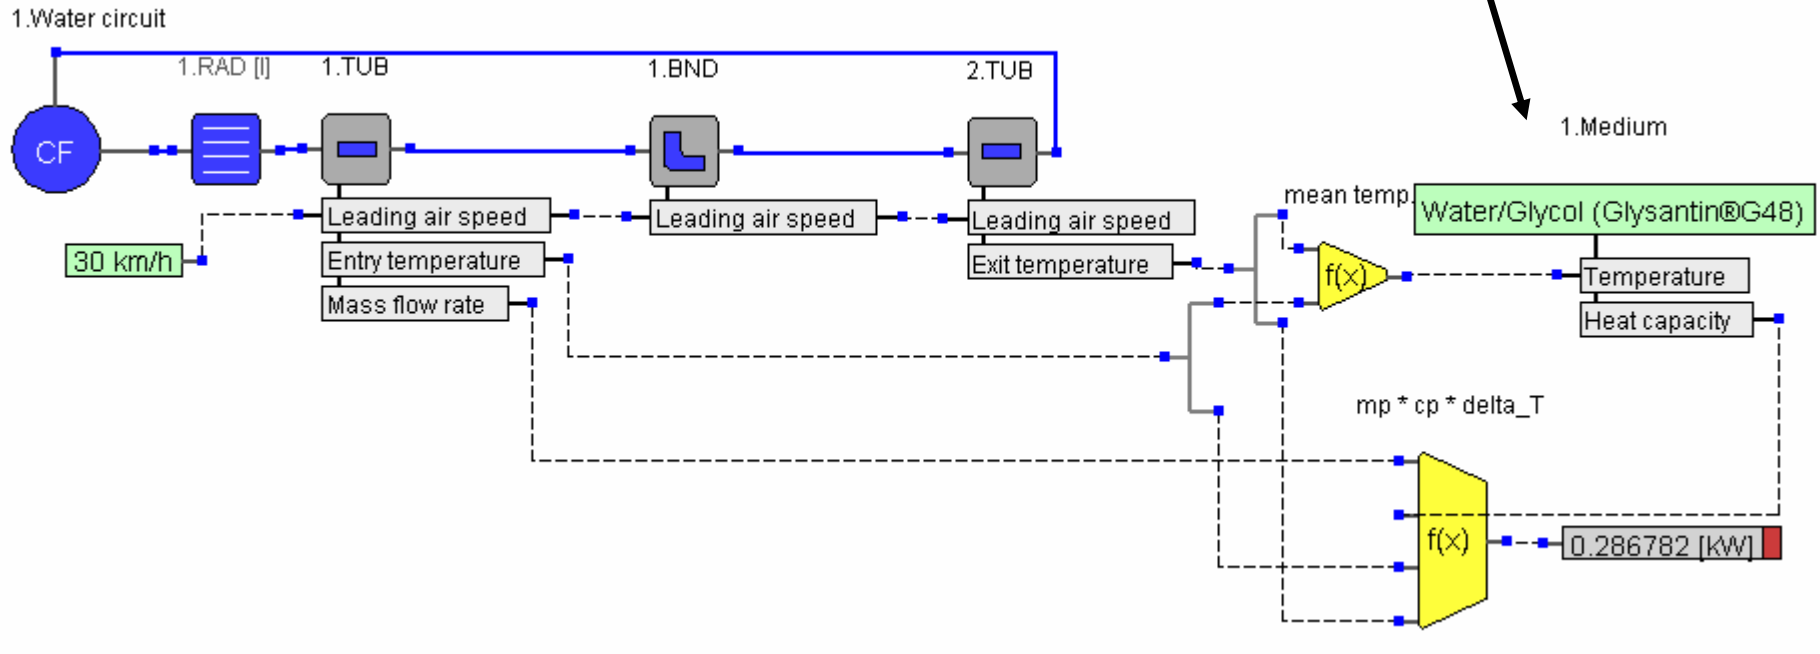 1.Water circuit
1.RAD [I]
1.TUB
1.BND
2.TUB
CF
1.Medium
mean temp.
Water/Glycol (Glysantin®G48)
Leading air speed
Leading air speed
Leading air speed
30 km/h
Entry temperature
Exit temperature
f(x)
Temperature
Mass flow rate
Heat capacity
mp * cp * delta_T
f(x)
0.286782 [kW]